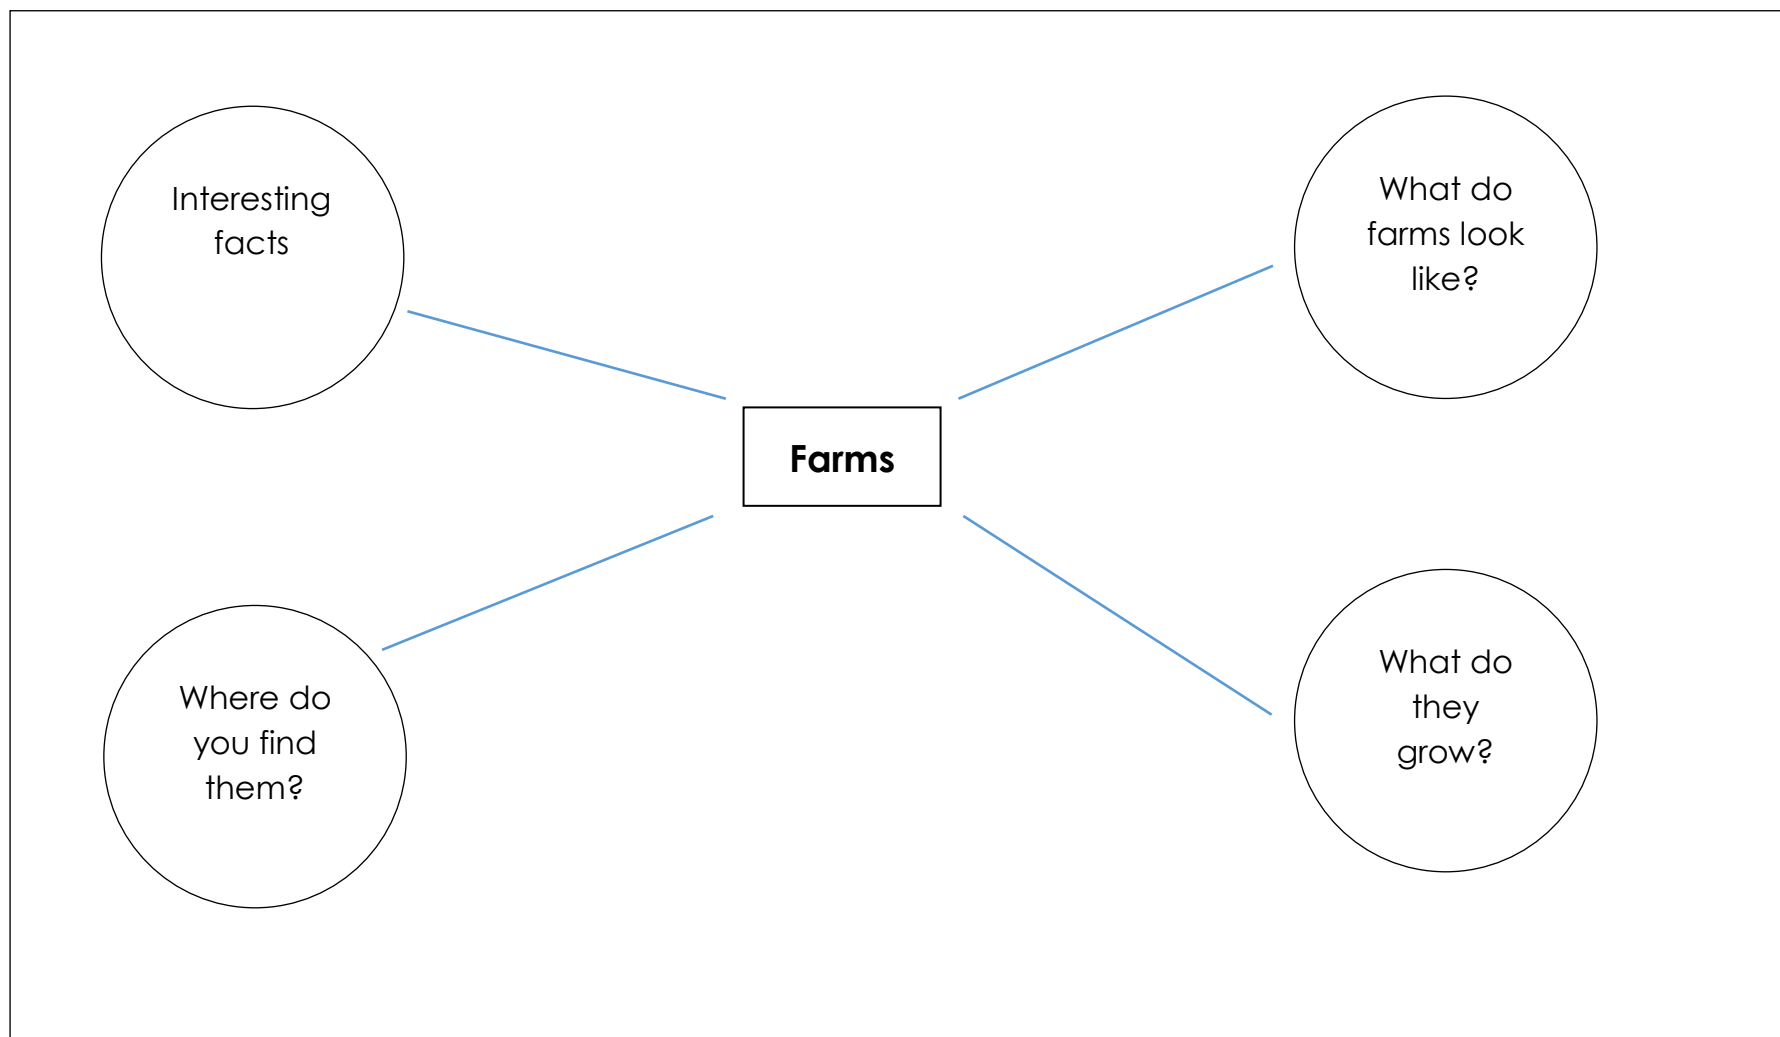 Interesting
facts
What do
farms look
like?
Farms
Where do
you find
them?
What do
they
grow?